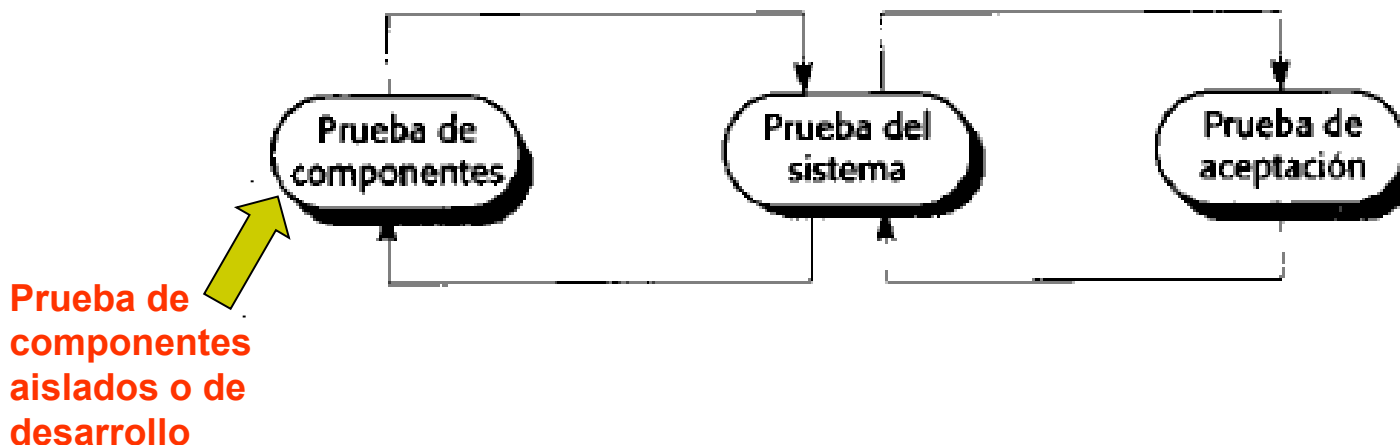 Prueba de
componentes
Prueba del
sistema
Prueba de
aceptación
Prueba de
componentes
aislados o de
desarrollo